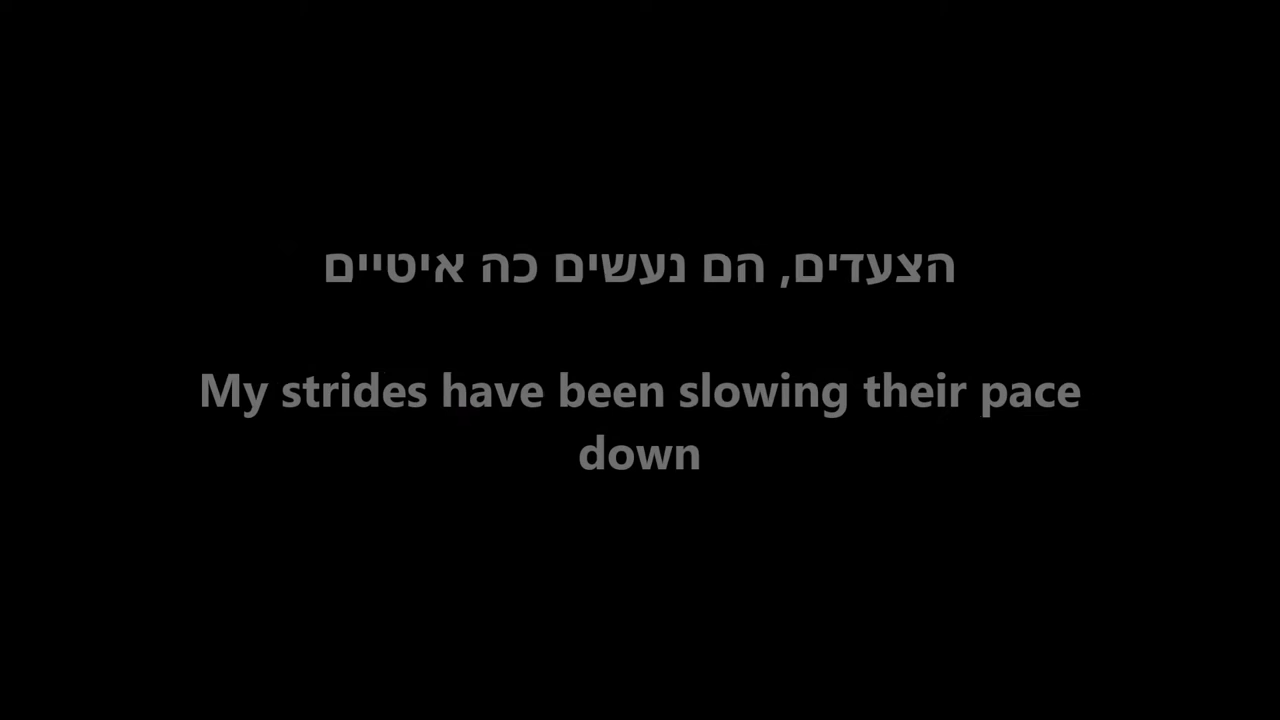 הצעדים, הם נעשים כה איטיים
My strides have been slowing their pace
down